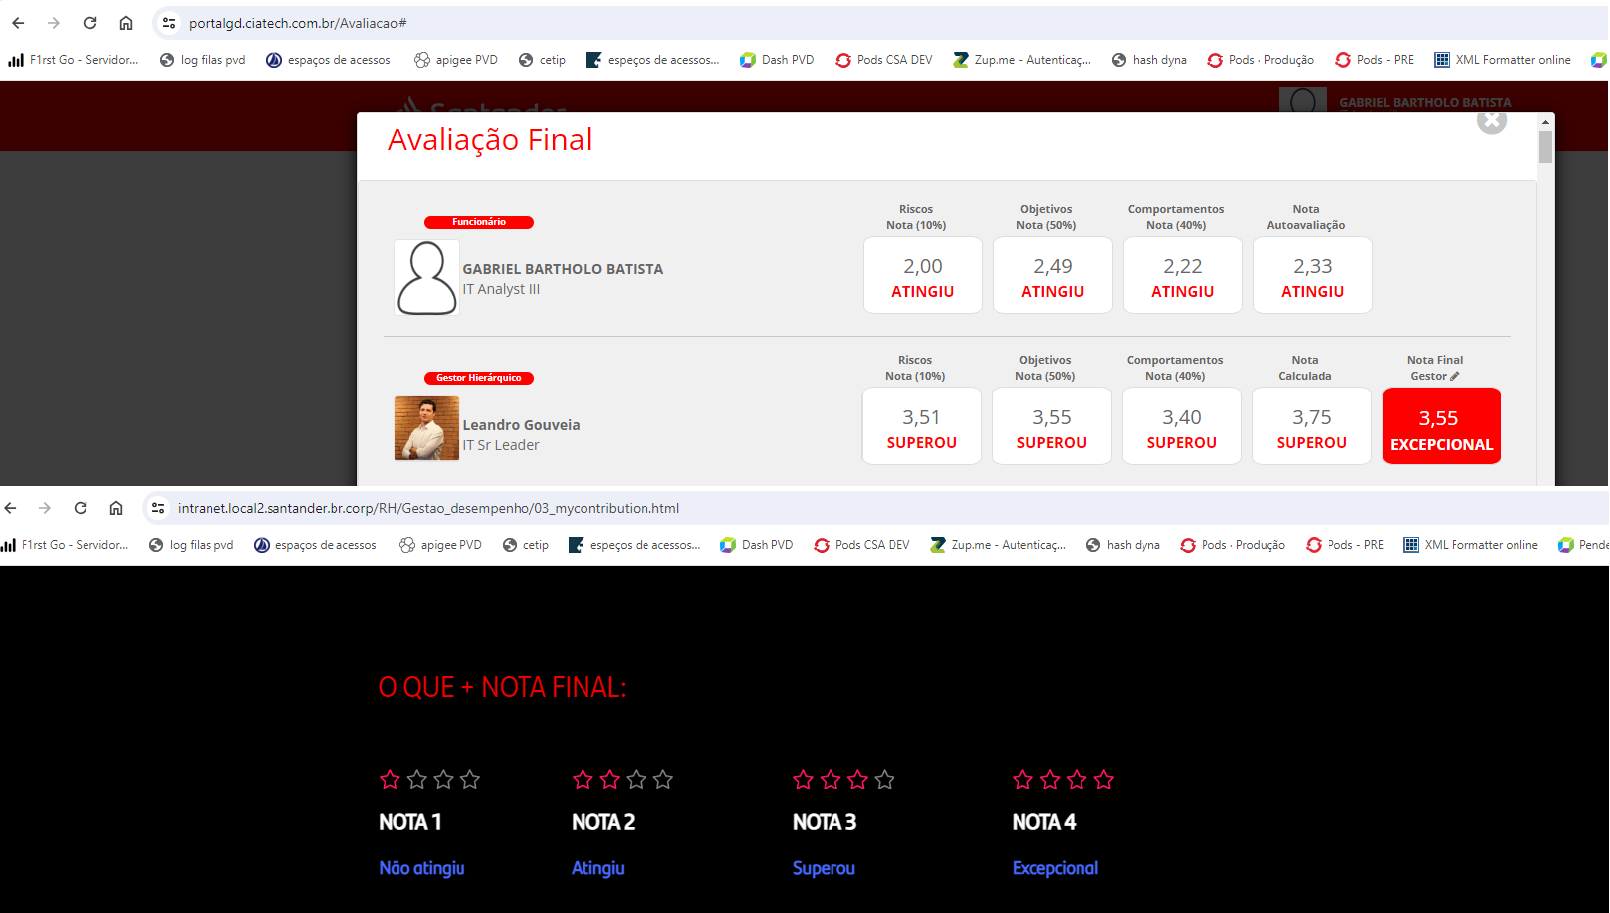 portalgd.ciatech.com.br/Avaliacao#
F1rst Go - Servidor... log filas pvd espaços de acessos apigee PVD cetip espeços de acessos... Dash PVD Pods CSA DEV Zup.me - Autenticaç... hash dyna Pods - Produção Pods - PRE XML Formatter online
Santander
GABRIEL BARTHOLO BATISTA
Avaliação Final
Funcionário
GABRIEL BARTHOLO BATISTA
IT Analyst III
Riscos Objetivos Comportamentos Nota
Nota (10%) Nota (50%) Nota (40%) Autoavaliação
2,00 2,49 2,22 2,33
ATINGIU ATINGIU ATINGIU ATINGIU
Gestor Hierárquico
Leandro Gouveia
IT Sr Leader
Riscos Objetivos Comportamentos Nota Nota Final
Nota (10%) Nota (50%) Nota (40%) Calculada Gestor
3,51 3,55 3,40 3,75 3,55
SUPEROU SUPEROU SUPEROU SUPEROU EXCEPCIONAL
intranet.local2.santander.br.corp/RH/Gestao_desempenho/03_mycontribution.html
F1rst Go - Servidor... log filas pvd espaços de acessos apigee PVD cetip espeços de acessos... Dash PVD Pods CSA DEV Zup.me - Autenticaç... hash dyna Pods - Produção Pods - PRE XML Formatter online Pende
O QUE + NOTA FINAL:
NOTA 1 NOTA 2 NOTA 3 NOTA 4
Não atingiu Atingiu Superou Excepcional